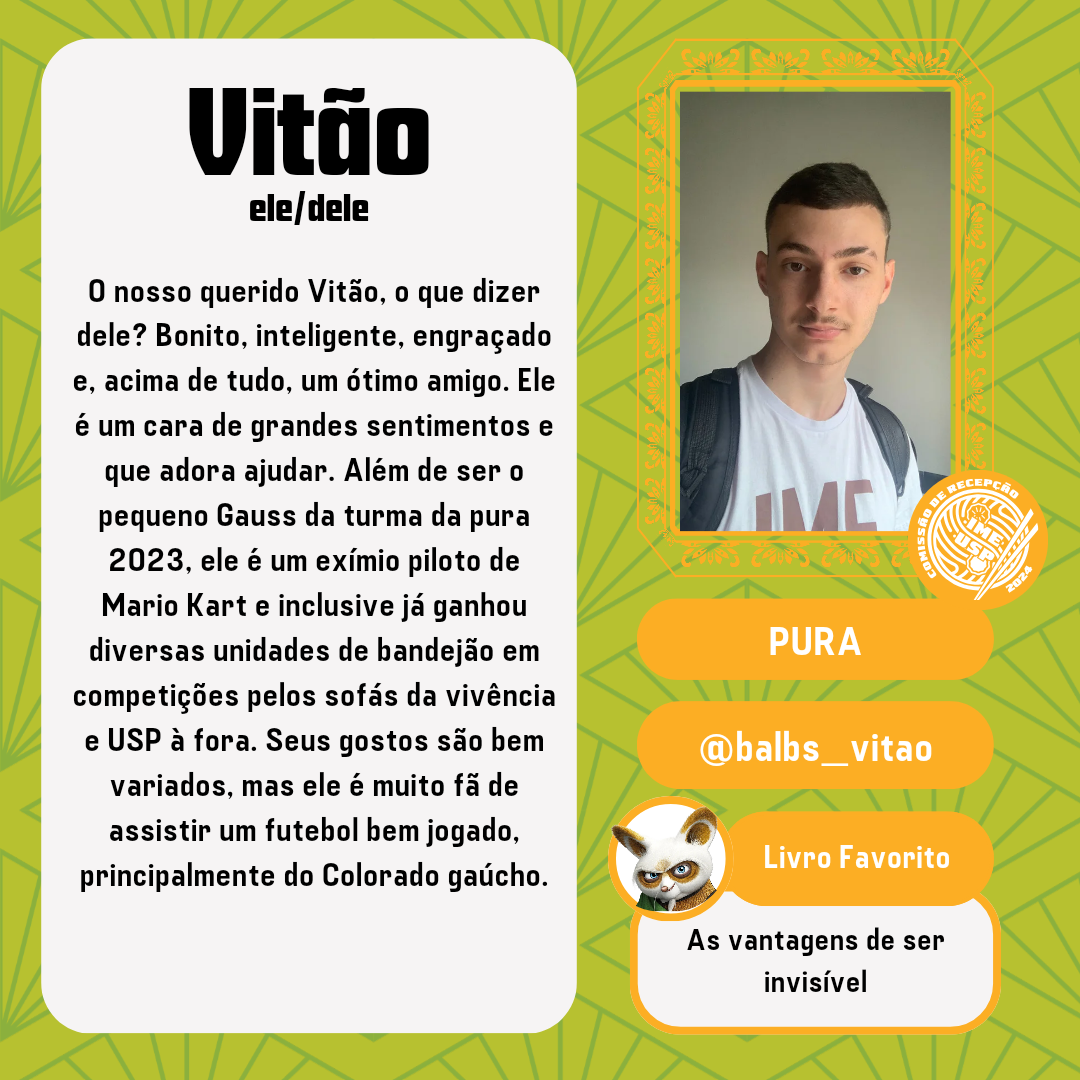 Vitão
ele/dele
O nosso querido Vitão, o que dizer
dele? Bonito, inteligente, engraçado
e, acima de tudo, um ótimo amigo. Ele
é um cara de grandes sentimentos e
que adora ajudar. Além de ser o
pequeno Gauss da turma da pura
2023, ele é um exímio piloto de
Mario Kart e inclusive já ganhou
diversas unidades de bandejão em
competições pelos sofás da vivência
e USP à fora. Seus gostos são bem
variados, mas ele é muito fã de
assistir um futebol bem jogado,
principalmente do Colorado gaúcho.
IME
COMISSÃO DE RECEPÇÃO
IME
USP
2024
PURA
@balbs__vitao
Livro Favorito
As vantagens de ser
invisível